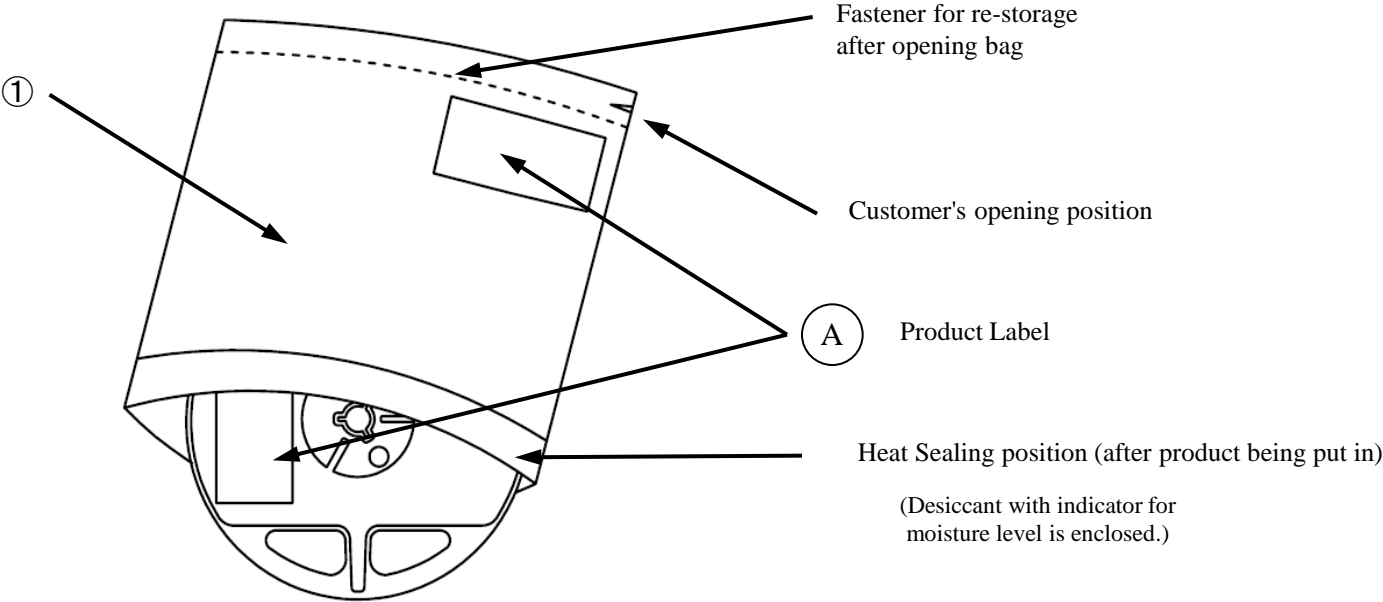 Fastener for re-storage
after opening bag
①
Customer's opening position
A Product Label
Heat Sealing position (after product being put in)
(Desiccant with indicator for
moisture level is enclosed.)